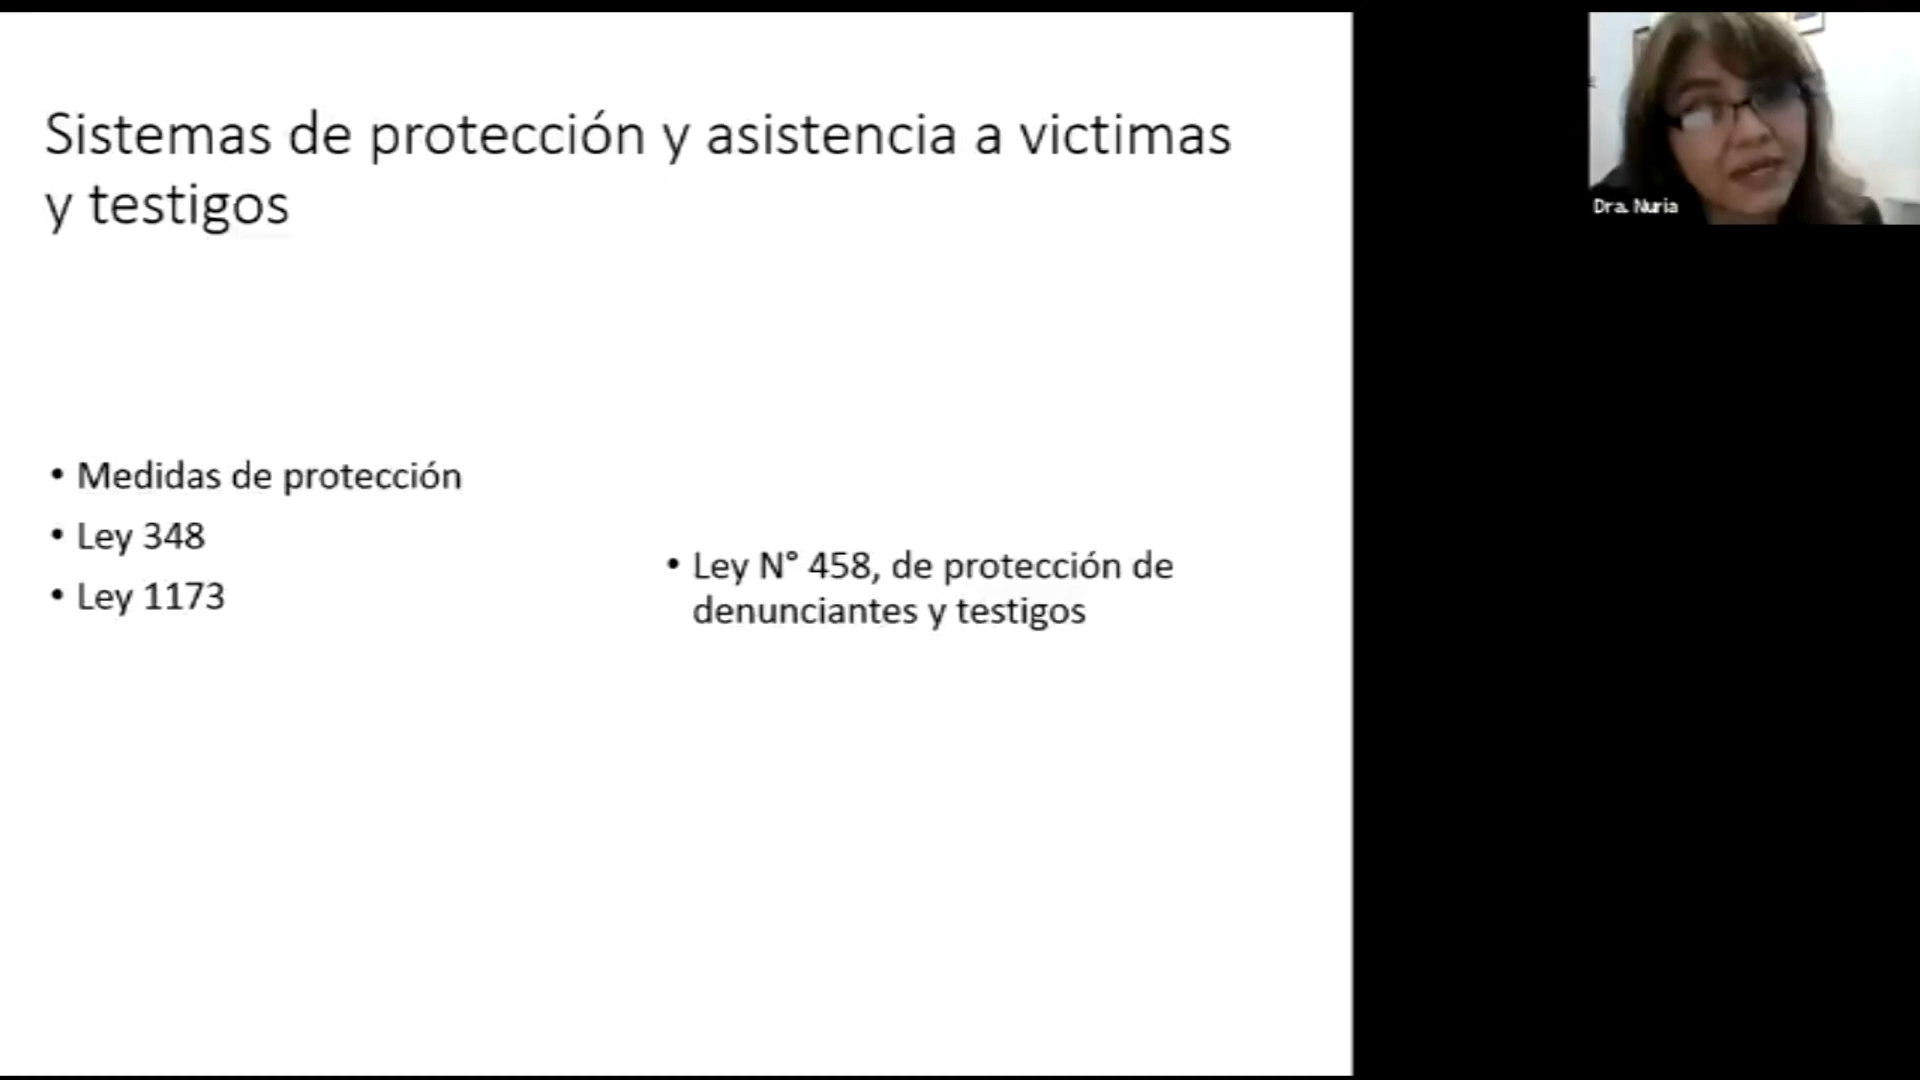 Sistemas de protección y asistencia a victimas
y testigos
• Medidas de protección
• Ley 348
• Ley 1173
• Ley N° 458, de protección de
denunciantes y testigos
Dra. Nuria